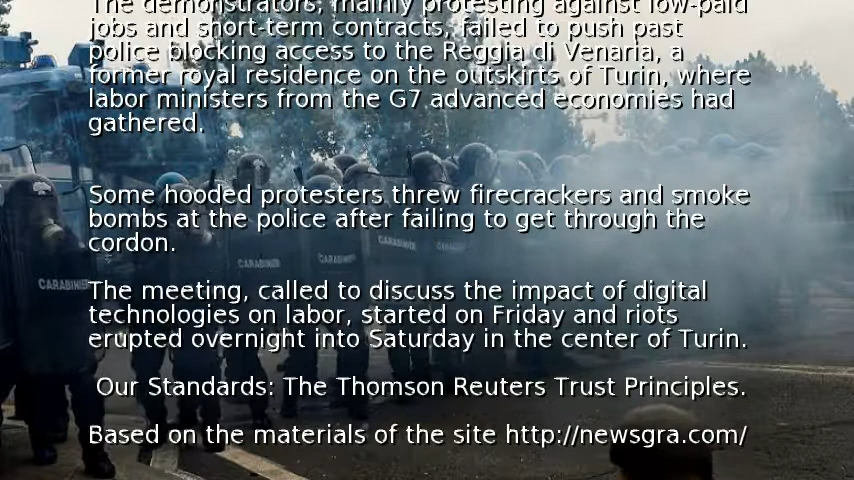 The demonstrators, mainly protesting against low-paid
jobs and short-term contracts, failed to push past
police blocking access to the Reggia di Venaria, a
former royal residence on the outskirts of Turin, where
labor ministers from the G7 advanced economies had
gathered.
Some hooded protesters threw firecrackers and smoke
bombs at the police after failing to get through the
cordon.
CARABINIERI
CARABINIERI
CARABINIERI
CARABINIERI
The meeting, called to discuss the impact of digital
technologies on labor, started on Friday and riots
erupted overnight into Saturday in the center of Turin.
Our Standards: The Thomson Reuters Trust Principles.
Based on the materials of the site http://newsgra.com/